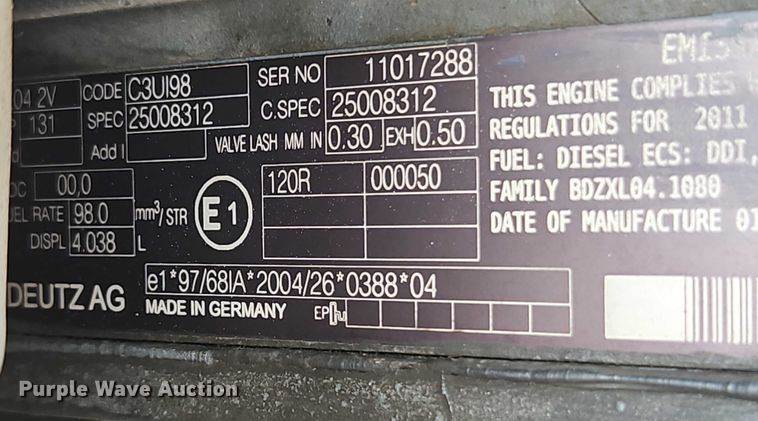 04 2V CODE C3UI98 SER NO 11017288
131 SPEC 25008312 C.SPEC 25008312
Add I VALVE LASH MM IN 0.30 EXH 0.50
00,0 120R 000050
RATE 98.0 mm³/STR E1
DISPL 4.038 L
DEUTZ AG e1*97/68IA*2004/26*0388*04
MADE IN GERMANY EP
THIS ENGINE COMPLIES
REGULATIONS FOR 2011
FUEL: DIESEL ECS: DDI,
FAMILY BDZXL04.1080
DATE OF MANUFACTURE 01
Purple Wave Auction